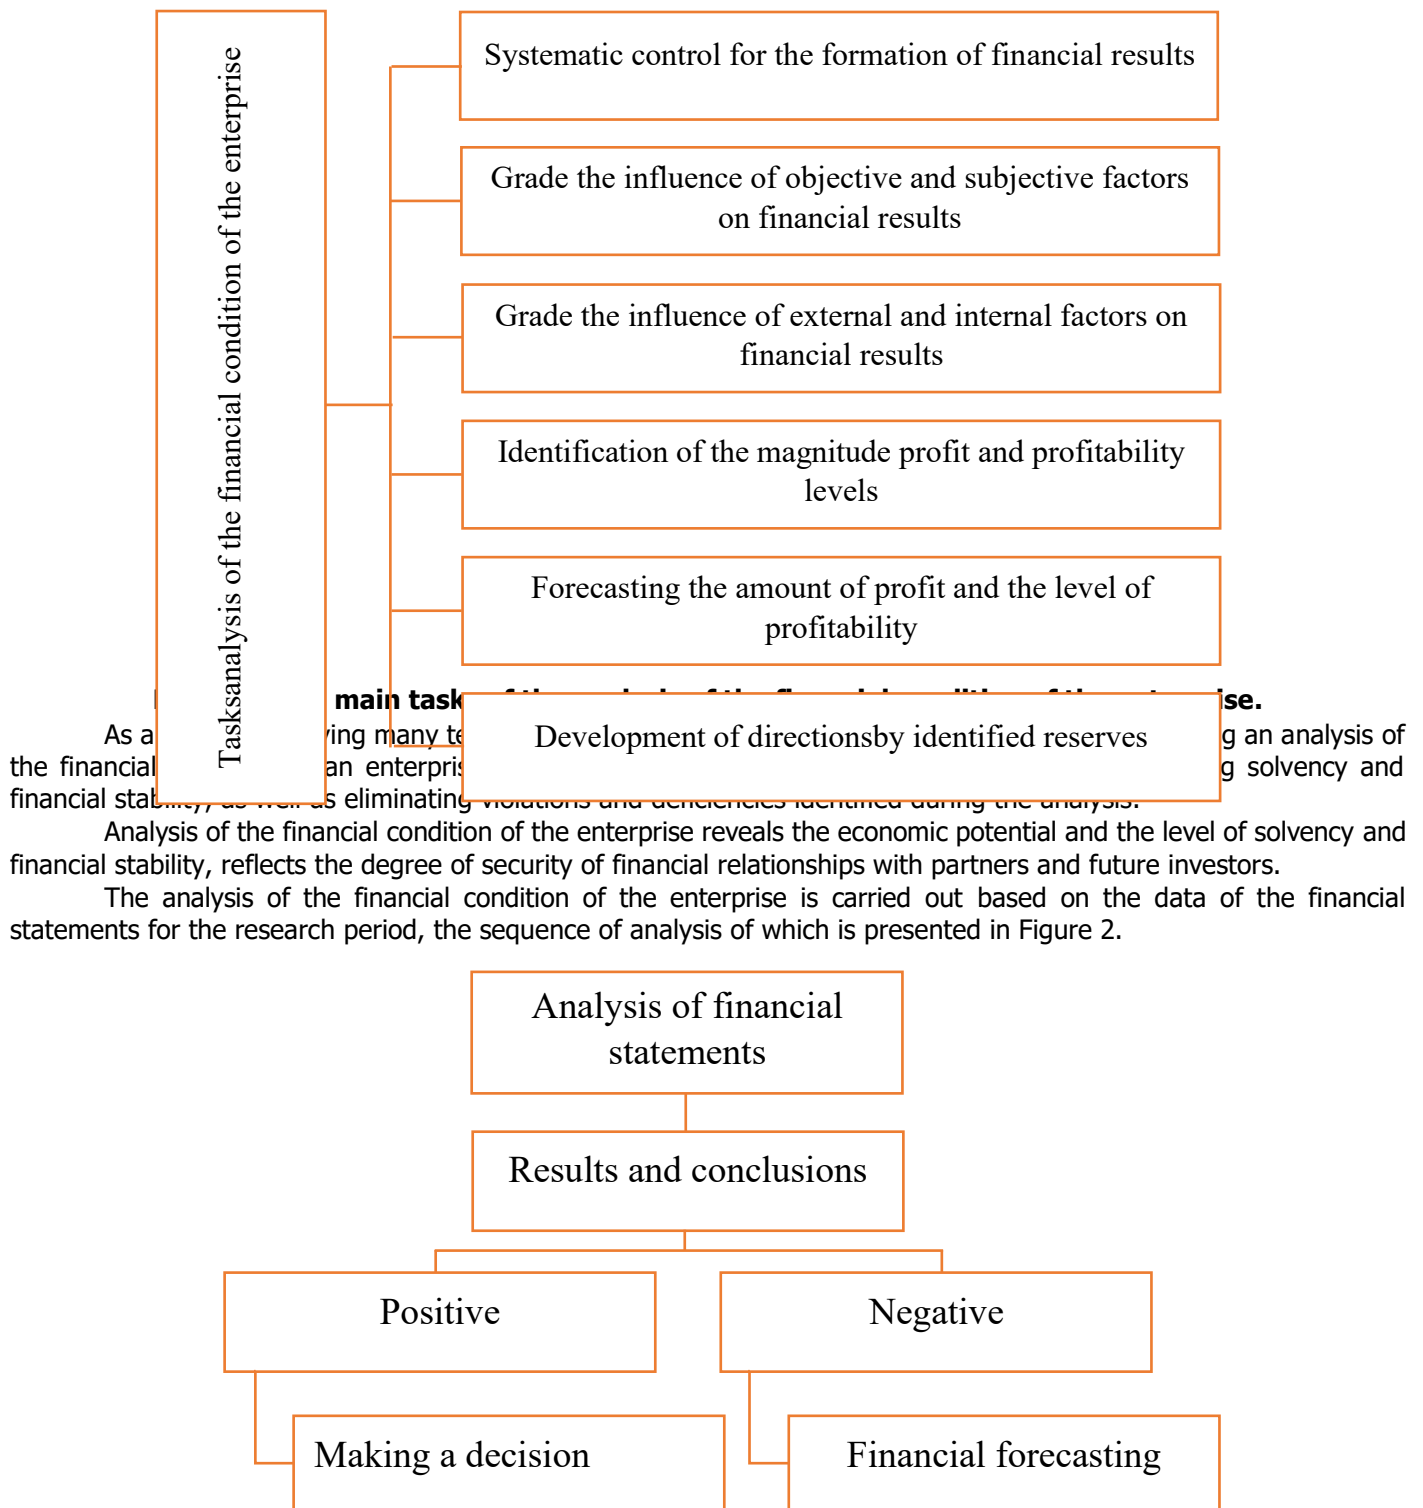 Tasksanalysis of the financial condition of the enterprise
Systematic control for the formation of financial results
Grade the influence of objective and subjective factors
on financial results
Grade the influence of external and internal factors on
financial results
Identification of the magnitude profit and profitability
levels
Forecasting the amount of profit and the level of
profitability
Development of directionsby identified reserves
main
As many g an analysis of
the financial an solvency and
financial as eliminating violations and deficiencies identified during the analysis.
Analysis of the financial condition of the enterprise reveals the economic potential and the level of solvency and
financial stability, reflects the degree of security of financial relationships with partners and future investors.
The analysis of the financial condition of the enterprise is carried out based on the data of the financial
statements for the research period, the sequence of analysis of which is presented in Figure 2.
Analysis of financial
statements
Results and conclusions
Positive
Negative
Making a decision
Financial forecasting